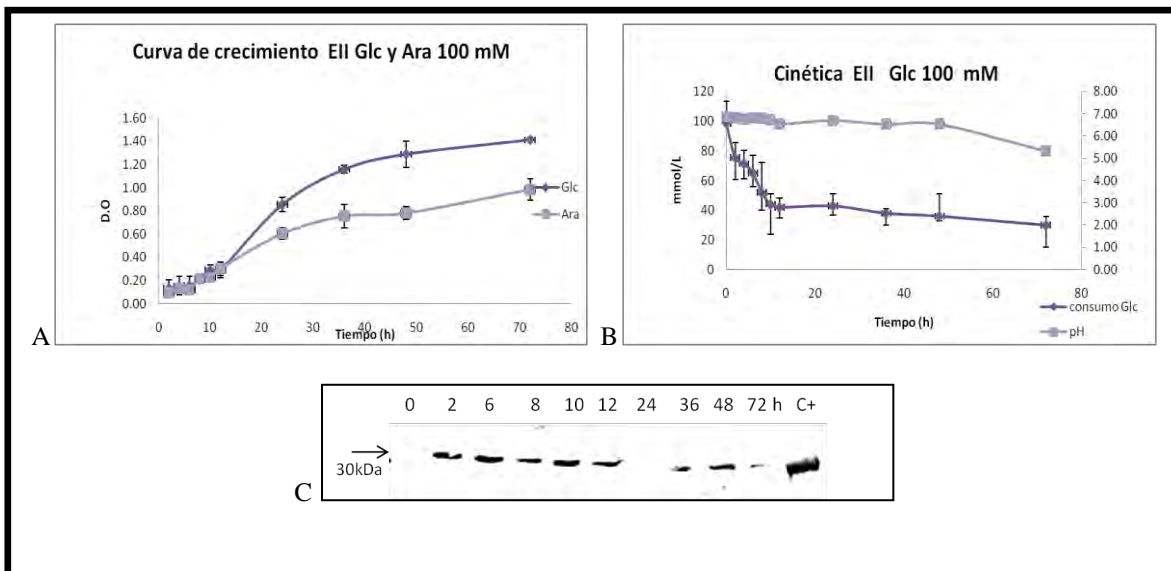 Curva de crecimiento EII Glc y Ara 100 mM
D.O
1.60
1.40
1.20
1.00
0.80
0.60
0.40
0.20
0.00
0 10 20 30 40 50 60 70 80
Tiempo (h)
Glc
Ara
A
Cinética EII Glc 100 mM
mmol/L
120
100
80
60
40
20
0
8.00
7.00
6.00
5.00
4.00
3.00
2.00
1.00
0.00
0 20 40 60 80
Tiempo (h)
consumo Glc
pH
B
0 2 6 8 10 12 24 36 48 72 h C+
30kDa
C